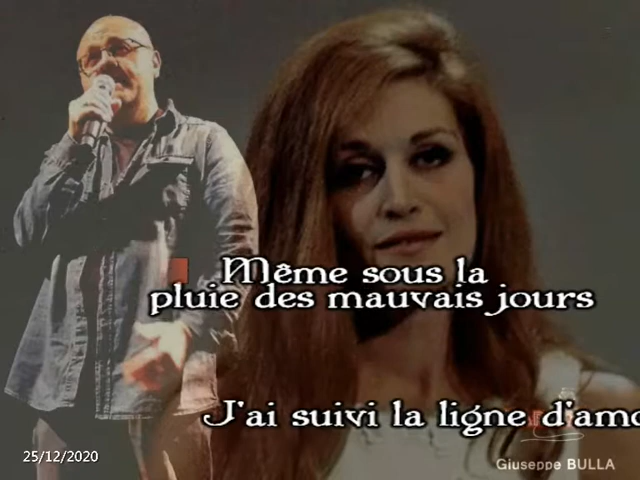 Même sous la
pluie des mauvais jours
J'ai suivi la ligne d'amo
25/12/2020
Giuseppe BULLA